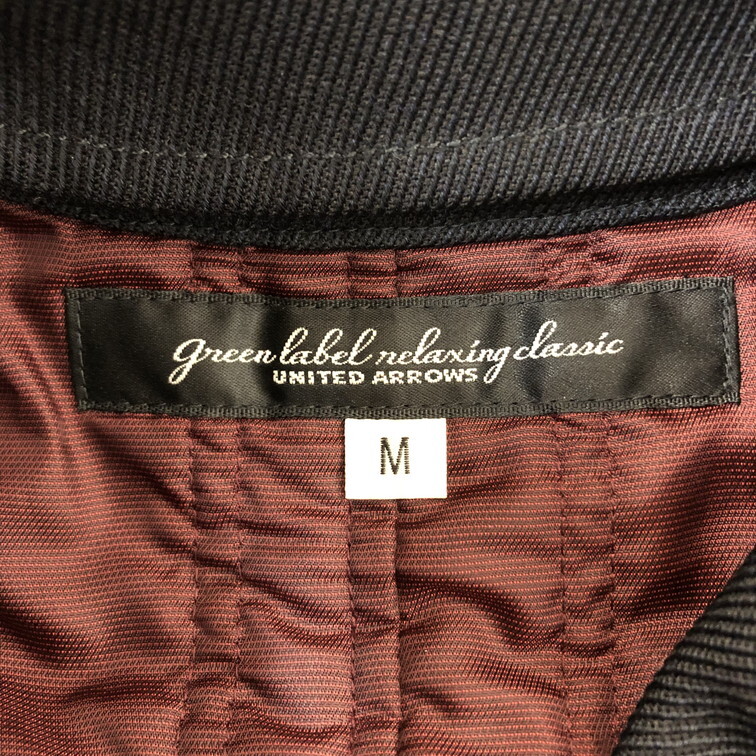 green label relaxing classic
UNITED ARROWS
M